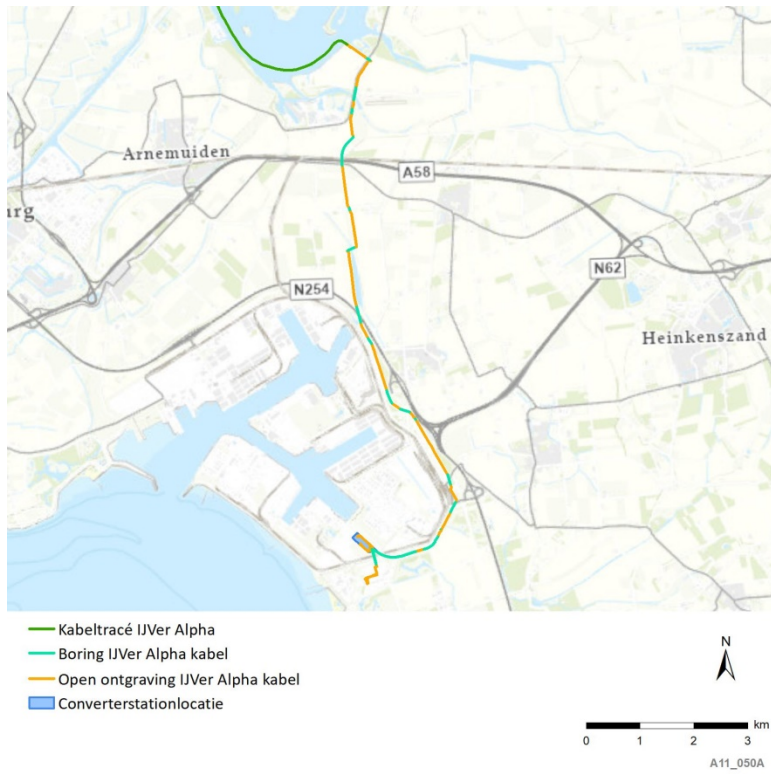 Arnemuiden
A58
urg
N62
N254
Heinkenszand
Kabeltracé IJVer Alpha
Boring IJVer Alpha kabel
Open ontgraving IJVer Alpha kabel
Converterstationlocatie
N
km
0 1 2 3
A11_050A